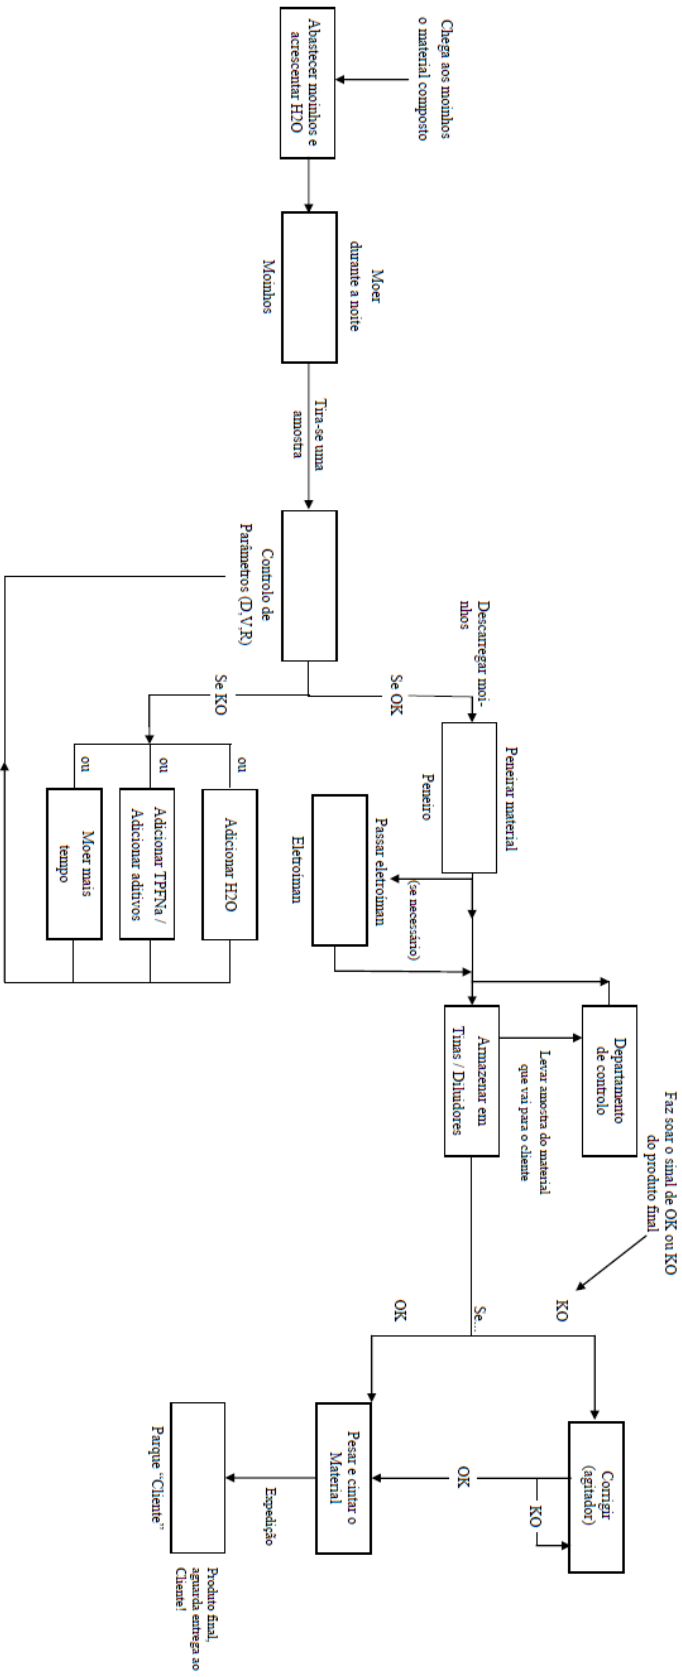 Chega aos moinhos
o material composto
Abastecer moinhos e
acrescentar H2O
Moer
durante a noite
Moinhos
Tira-se uma
amostra
Controlo de
Parâmetros (D,V,R)
Se OK
Se KO
Descarregar moi-
nhos
Peneirar material
Peneiro
ou
Adicionar H2O
ou
Adicionar TPFNa /
Adicionar aditivos
ou
Moer mais
tempo
(se necessário)
Passar eletroiman
Eletroiman
Armazenar em
Tinas / Diluidores
Levar amostra do material
que vai para o cliente
Departamento
de controlo
Faz soar o sinal de OK ou KO
do produto final
Se...
KO
OK
Corrigir
(agitador)
KO
OK
Pesar e cintar o
Material
Expedição
Parque “Cliente”
Produto final,
aguarda entrega ao
Cliente!